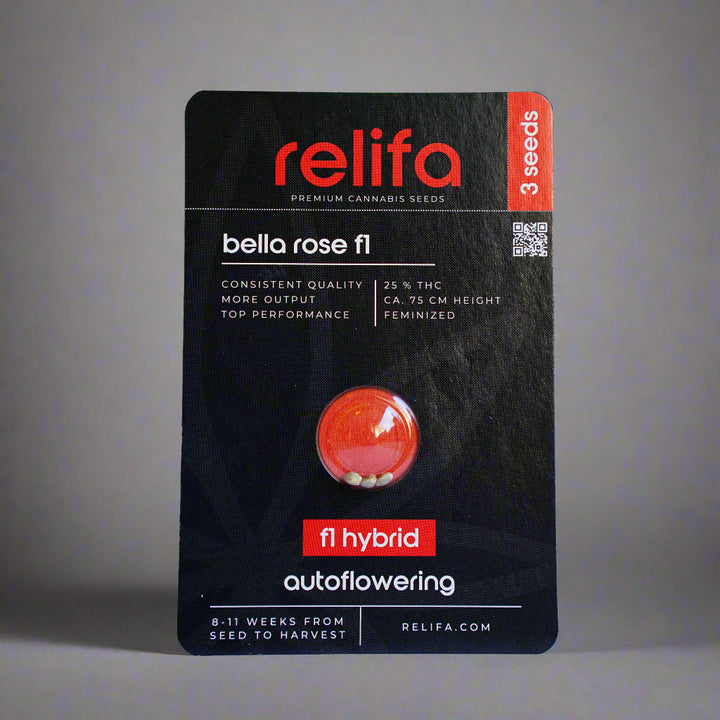 relifa
PREMIUM CANNABIS SEEDS
3 seeds
bella rose f1
CONSISTENT QUALITY
MORE OUTPUT
TOP PERFORMANCE
25 % THC
CA. 75 CM HEIGHT
FEMINIZED
f1 hybrid
autoflowering
8-11 WEEKS FROM
SEED TO HARVEST
RELIFA.COM